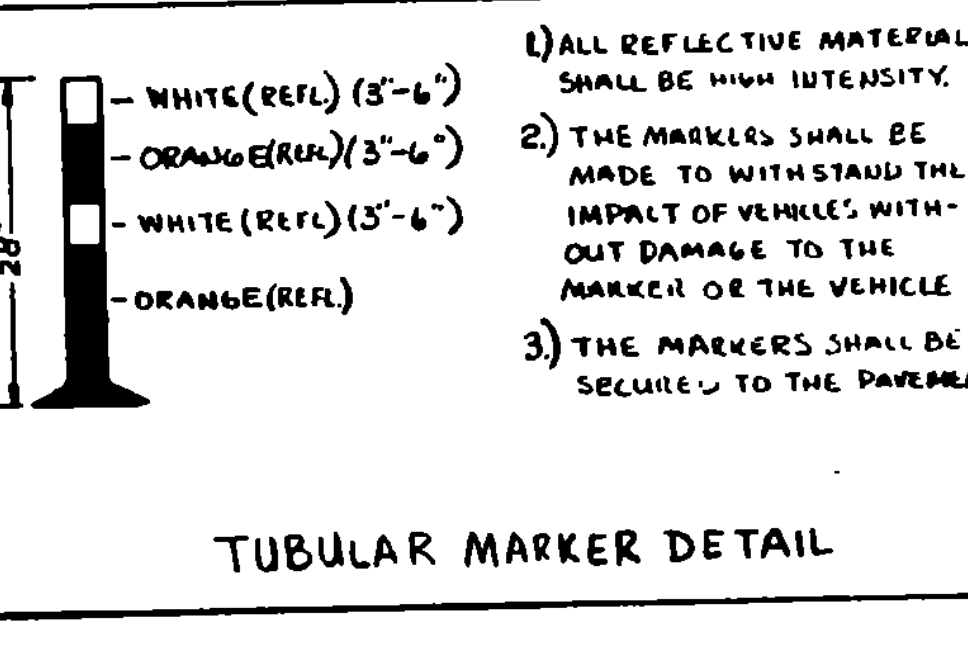 WHITE (REFL.) (3"-6")
ORANGE (REFL.) (3"-6")
WHITE (REFL) (3"-6")
ORANGE (REFL.)
28"
1.) ALL REFLECTIVE MATERIAL
SHALL BE HIGH INTENSITY.
2.) THE MARKERS SHALL BE
MADE TO WITHSTAND THE
IMPACT OF VEHICLES WITH-
OUT DAMAGE TO THE
MARKER OR THE VEHICLE
3.) THE MARKERS SHALL BE
SECURED TO THE
TUBULAR MARKER DETAIL